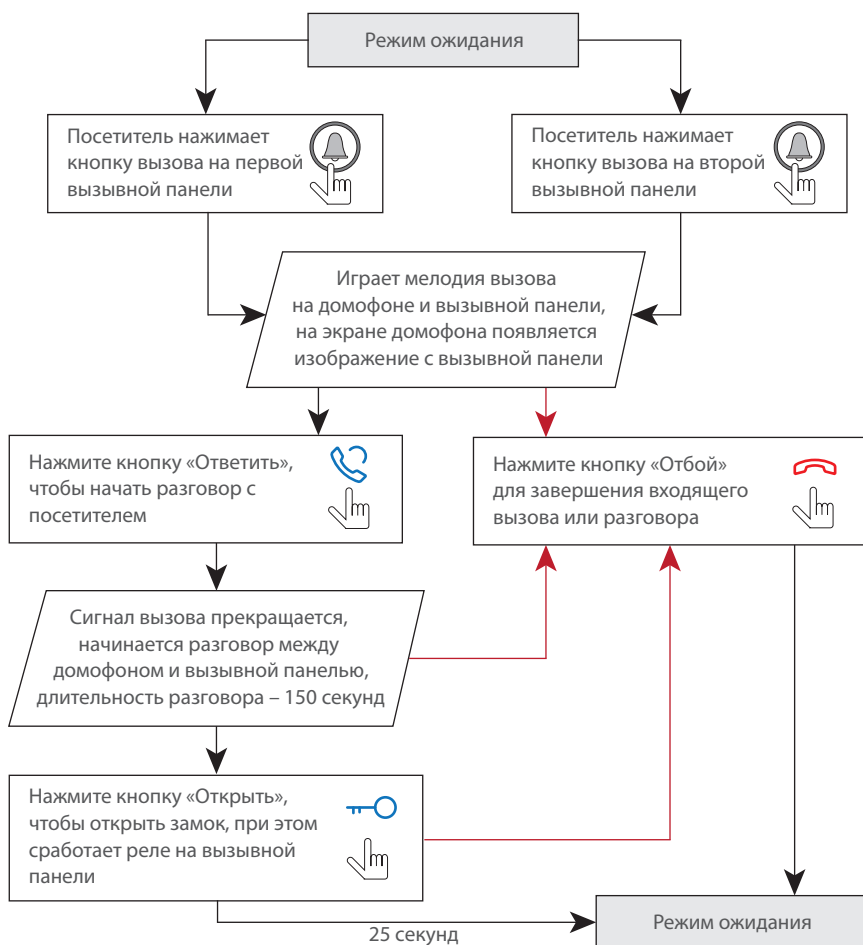 Режим ожидания
Посетитель нажимает
кнопку вызова на первой
вызывной панели
Посетитель нажимает
кнопку вызова на второй
вызывной панели
Играет мелодия вызова
на домофоне и вызывной панели,
на экране домофона появляется
изображение с вызывной панели
Нажмите кнопку «Ответить»,
чтобы начать разговор с
посетителем
Нажмите кнопку «Отбой»
для завершения входящего
вызова или разговора
Сигнал вызова прекращается,
начинается разговор между
домофоном и вызывной панелью,
длительность разговора – 150 секунд
Нажмите кнопку «Открыть»,
чтобы открыть замок, при этом
сработает реле на вызывной
панели
25 секунд
Режим ожидания